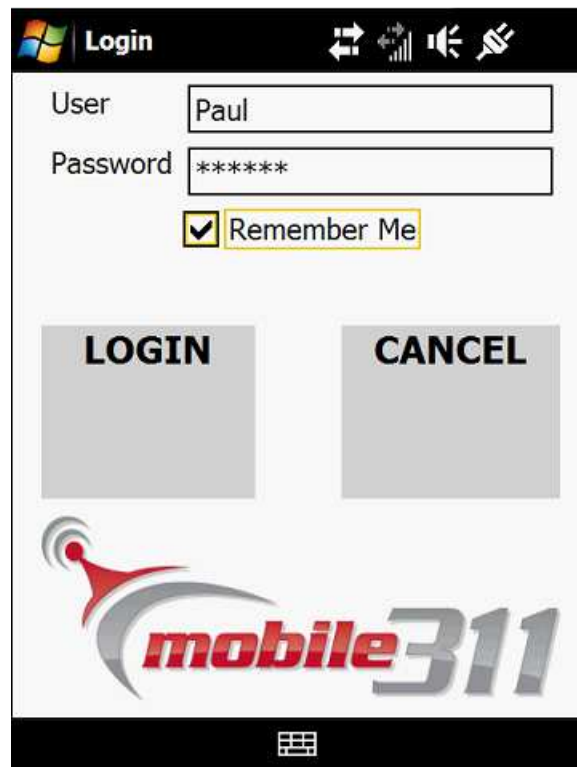 Login
User Paul
Password ******
Remember Me
LOGIN CANCEL
mobile311